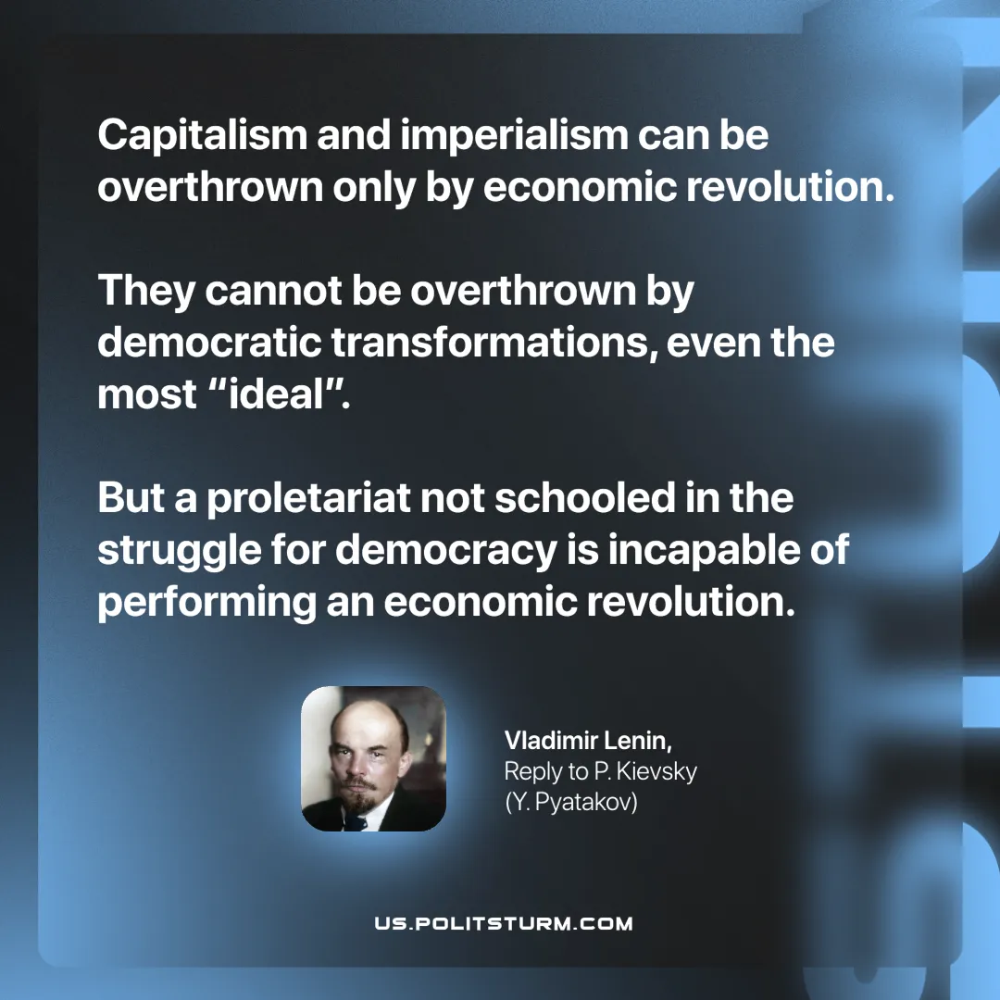 Capitalism and imperialism can be
overthrown only by economic revolution.
They cannot be overthrown by
democratic transformations, even the
most “ideal”.
But a proletariat not schooled in the
struggle for democracy is incapable of
performing an economic revolution.
Vladimir Lenin,
Reply to P. Kievsky
(Y. Pyatakov)
US.POLITSTURM.COM